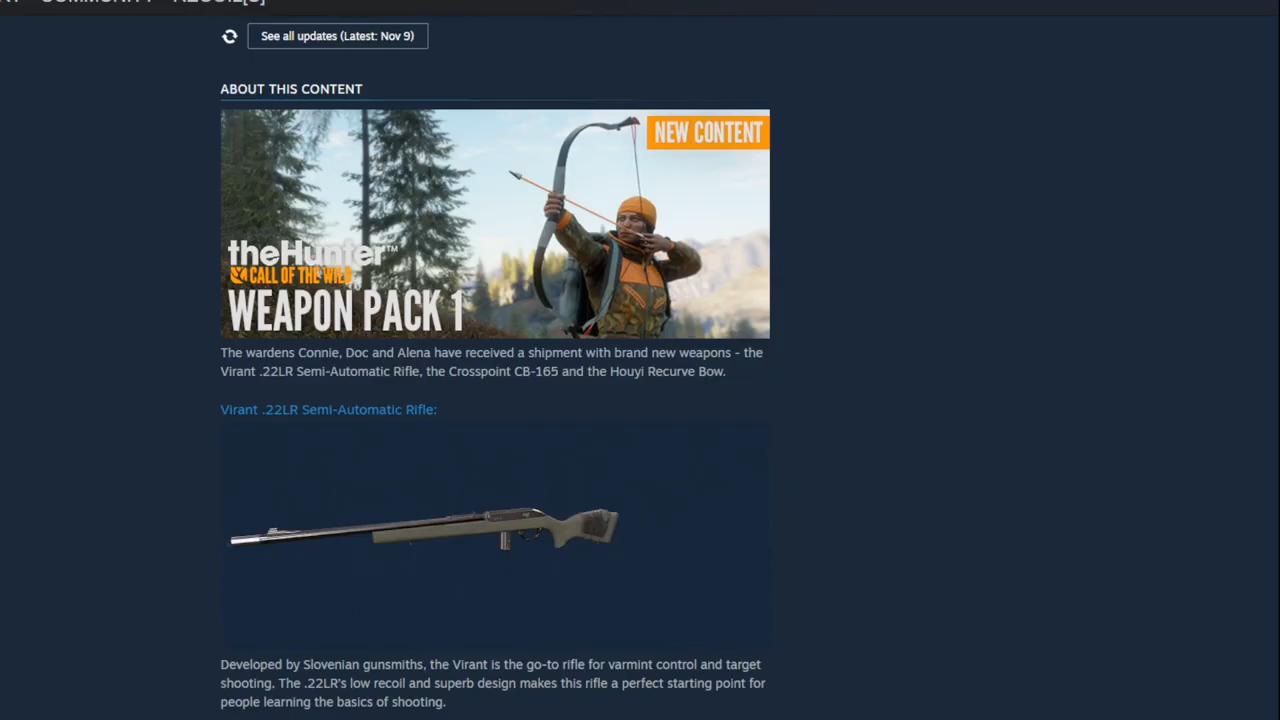 See all updates (Latest: Nov 9)
ABOUT THIS CONTENT
NEW CONTENT
theHunter™
CALL OF THE WILD
WEAPON PACK 1
The wardens Connie, Doc and Alena have received a shipment with brand new weapons - the
Virant .22LR Semi-Automatic Rifle, the Crosspoint CB-165 and the Houyi Recurve Bow.
Virant .22LR Semi-Automatic Rifle:
Developed by Slovenian gunsmiths, the Virant is the go-to rifle for varmint control and target
shooting. The .22LR's low recoil and superb design makes this rifle a perfect starting point for
people learning the basics of shooting.